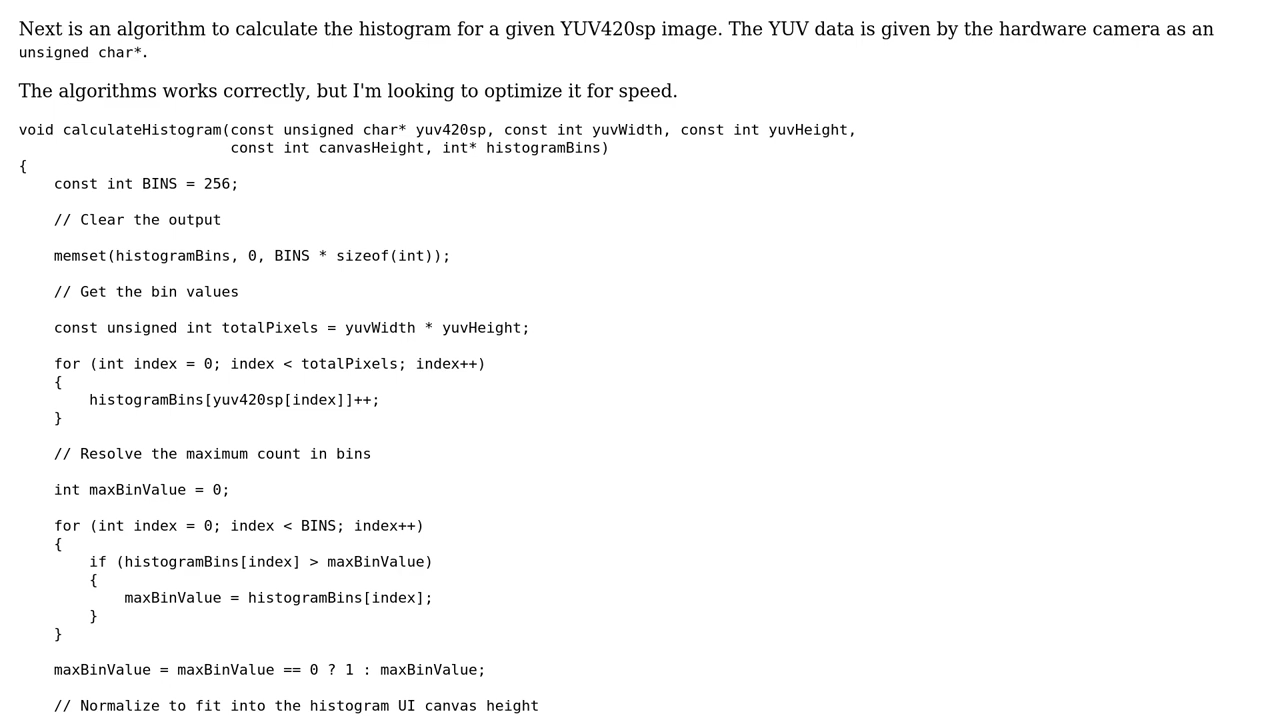 Next is an algorithm to calculate the histogram for a given YUV420sp image. The YUV data is given by the hardware camera as an
unsigned char*.
The algorithms works correctly, but I'm looking to optimize it for speed.
void calculateHistogram(const unsigned char* yuv420sp, const int yuvWidth, const int yuvHeight,
                        const int canvasHeight, int* histogramBins)
{
    const int BINS = 256;
    // Clear the output
    memset(histogramBins, 0, BINS * sizeof(int));
    // Get the bin values
    const unsigned int totalPixels = yuvWidth * yuvHeight;
    for (int index = 0; index < totalPixels; index++)
    {
        histogramBins[yuv420sp[index]]++;
    }
    // Resolve the maximum count in bins
    int maxBinValue = 0;
    for (int index = 0; index < BINS; index++)
    {
        if (histogramBins[index] > maxBinValue)
        {
            maxBinValue = histogramBins[index];
        }
    }
    maxBinValue = maxBinValue == 0 ? 1 : maxBinValue;
    // Normalize to fit into the histogram UI canvas height